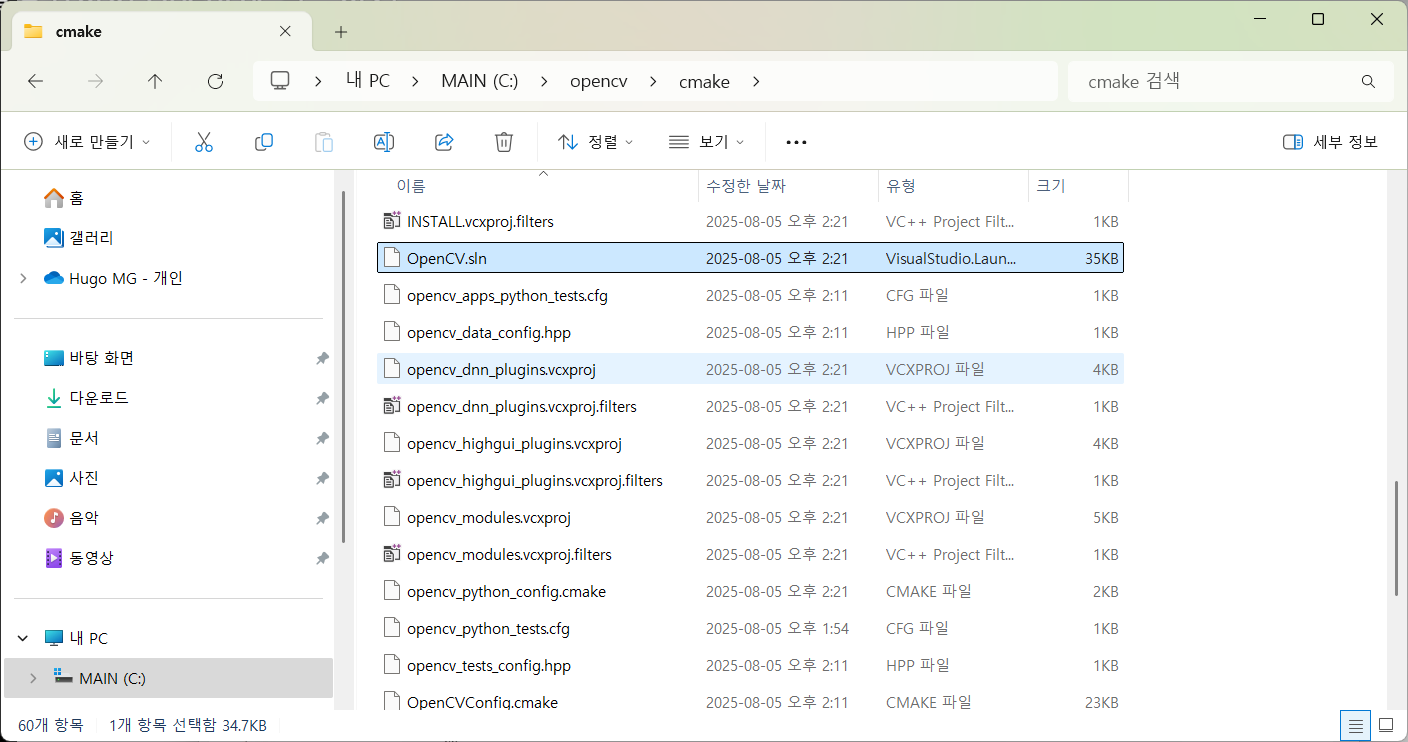 cmake
내 PC > MAIN (C:) > opencv > cmake >
cmake 검색
새로 만들기
정렬
보기
세부 정보
홈
갤러리
Hugo MG - 개인
바탕 화면
다운로드
문서
사진
음악
동영상
내 PC
MAIN (C:)
이름 수정한 날짜 유형 크기
INSTALL.vcxproj.filters 2025-08-05 오후 2:21 VC++ Project Filt... 1KB
OpenCV.sln 2025-08-05 오후 2:21 VisualStudio.Laun... 35KB
opencv_apps_python_tests.cfg 2025-08-05 오후 2:11 CFG 파일 1KB
opencv_data_config.hpp 2025-08-05 오후 2:11 HPP 파일 1KB
opencv_dnn_plugins.vcxproj 2025-08-05 오후 2:21 VCXPROJ 파일 4KB
opencv_dnn_plugins.vcxproj.filters 2025-08-05 오후 2:21 VC++ Project Filt... 1KB
opencv_highgui_plugins.vcxproj 2025-08-05 오후 2:21 VCXPROJ 파일 4KB
opencv_highgui_plugins.vcxproj.filters 2025-08-05 오후 2:21 VC++ Project Filt... 1KB
opencv_modules.vcxproj 2025-08-05 오후 2:21 VCXPROJ 파일 5KB
opencv_modules.vcxproj.filters 2025-08-05 오후 2:21 VC++ Project Filt... 1KB
opencv_python_config.cmake 2025-08-05 오후 2:21 CMAKE 파일 2KB
opencv_python_tests.cfg 2025-08-05 오후 1:54 CFG 파일 1KB
opencv_tests_config.hpp 2025-08-05 오후 2:11 HPP 파일 1KB
OpenCVConfig.cmake 2025-08-05 오후 2:11 CMAKE 파일 23KB
60개 항목 1개 항목 선택함 34.7KB